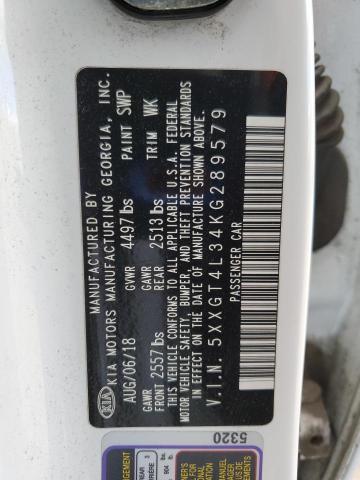 MANUFACTURED BY
KIA KIA MOTORS MANUFACTURING GEORGIA, INC.
AUG/06/18 GVWR 4497 lbs PAINT SWP
GAWR FRONT 2557 lbs GAWR REAR 2513 lbs TRIM WK
THIS VEHICLE CONFORMS TO ALL APPLICABLE U.S.A. FEDERAL
MOTOR VEHICLE SAFETY, BUMPER, AND THEFT PREVENTION STANDARDS
IN EFFECT ON THE DATE OF MANUFACTURE SHOWN ABOVE.
V.I.N. 5XXGT4L34KG289579
PASSENGER CAR
5320